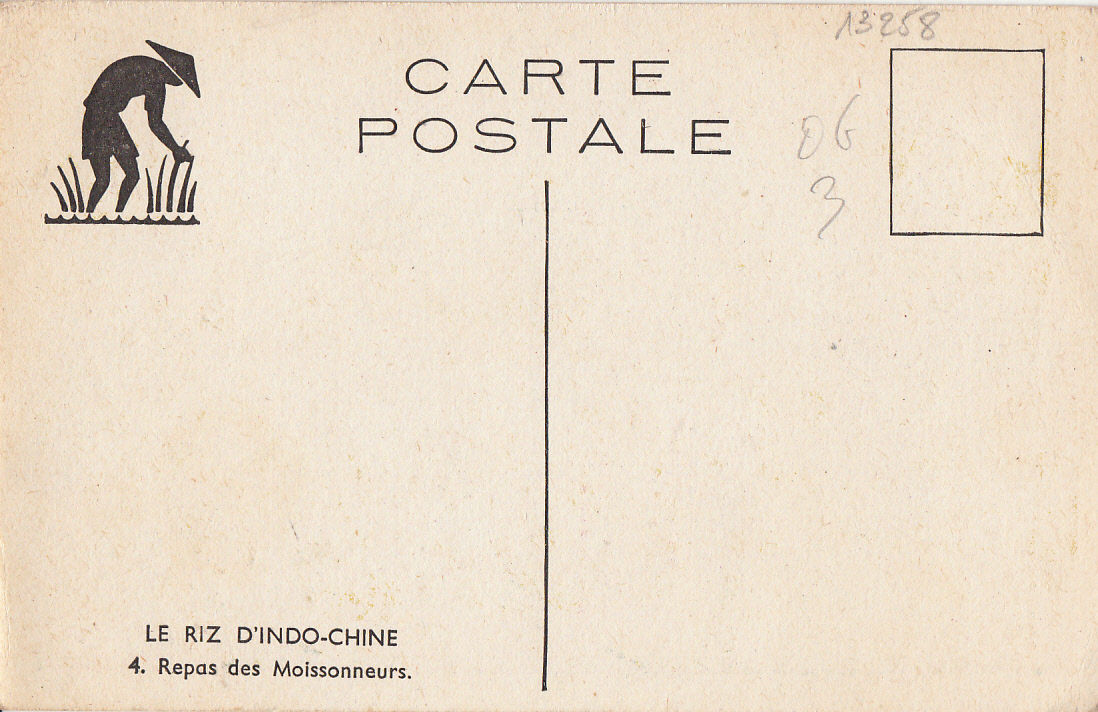 13258
CARTE
POSTALE
06
3
LE RIZ D'INDO-CHINE
4. Repas des Moissonneurs.